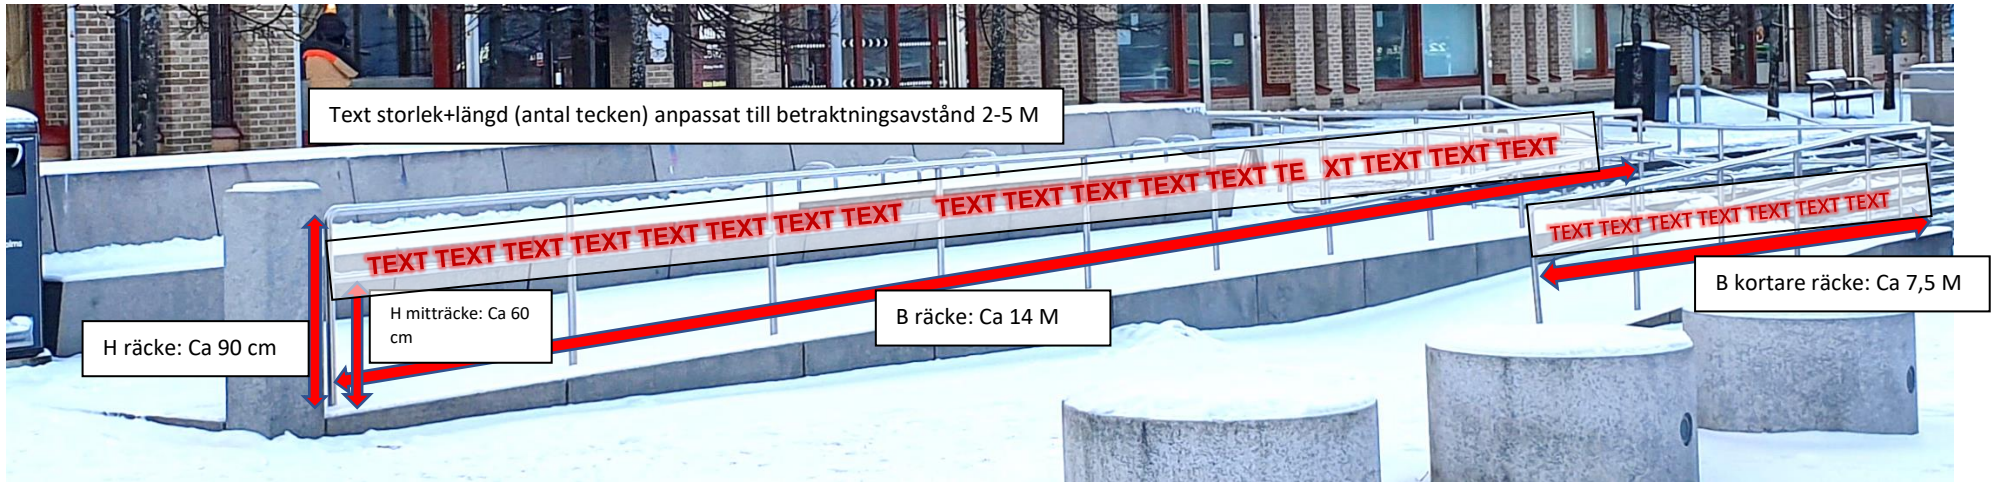 Text storlek+längd (antal tecken) anpassat till betraktningsavstånd 2-5 M
TEXT TEXT TEXT TEXT TEXT TEXT TEXT TEXT TEXT TEXT TEXT TEXT TEXT TE XT TEXT TEXT TEXT
TEXT TEXT TEXT TEXT TEXT TEXT TEXT
B kortare räcke: Ca 7,5 M
H mitträcke: Ca 60
cm
B räcke: Ca 14 M
H räcke: Ca 90 cm